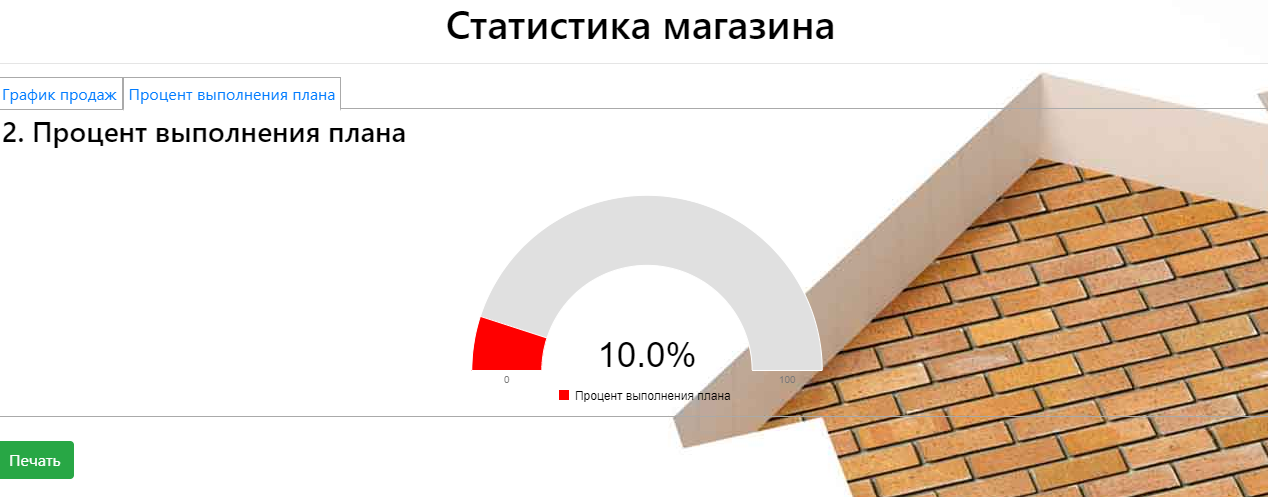 Статистика магазина
График продаж
Процент выполнения плана
2. Процент выполнения плана
10.0%
0
100
Процент выполнения плана
Печать